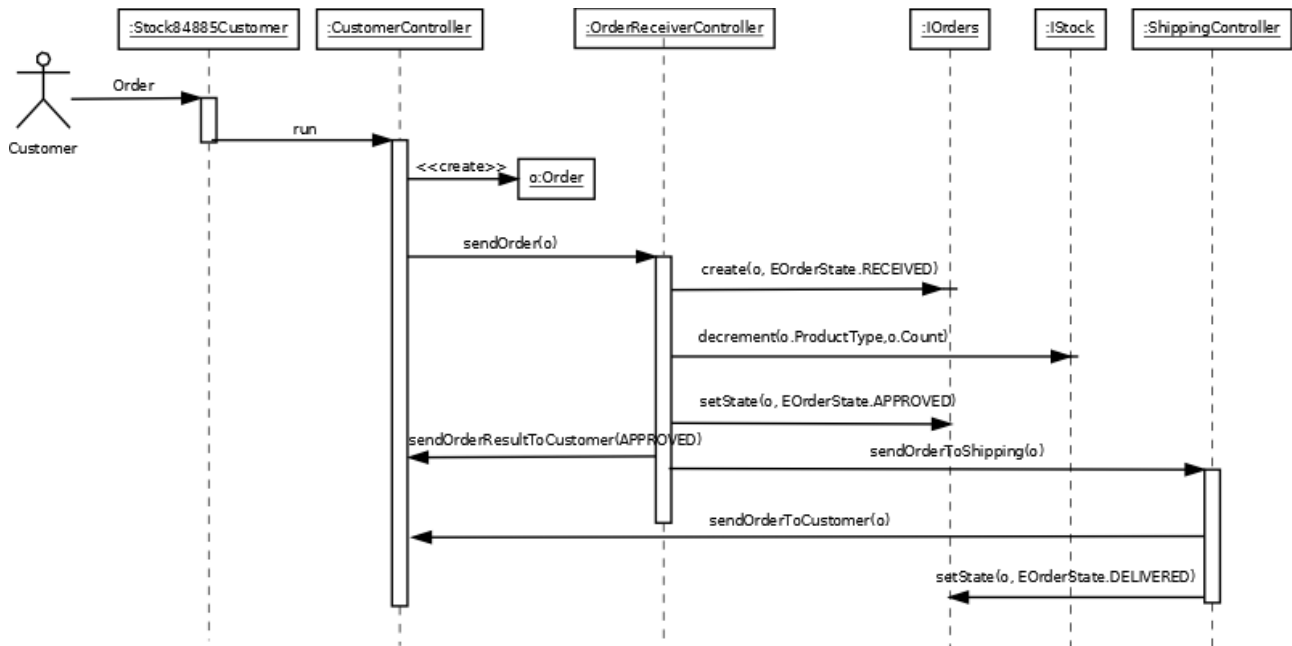 :Stock84885Customer
:CustomerController
:OrderReceiverController
:IOrders
:IStock
:ShippingController
Order
Customer
run
<<create>>
o:Order
sendOrder(o)
create(o, EOrderState.RECEIVED)
decrement(o.ProductType,o.Count)
setState(o, EOrderState.APPROVED)
sendOrderResultToCustomer(APPROVED)
sendOrderToShipping(o)
sendOrderToCustomer(o)
setState(o, EOrderState.DELIVERED)